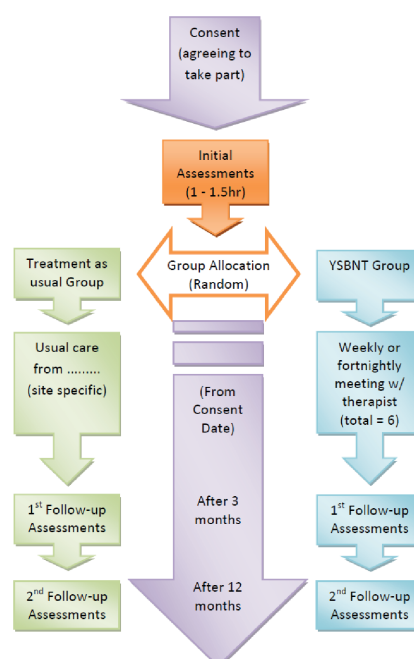 Consent
(agreeing to
take part)
Initial
Assessments
(1 - 1.5hr)
Group Allocation
(Random)
Treatment as
usual Group
YSBNT Group
Usual care
from .........
(site specific)
(From
Consent
Date)
Weekly or
fortnightly
meeting w/
therapist
(total = 6)
1st Follow-up
Assessments
After 3
months
1st Follow-up
Assessments
2nd Follow-up
Assessments
After 12
months
2nd Follow-up
Assessments